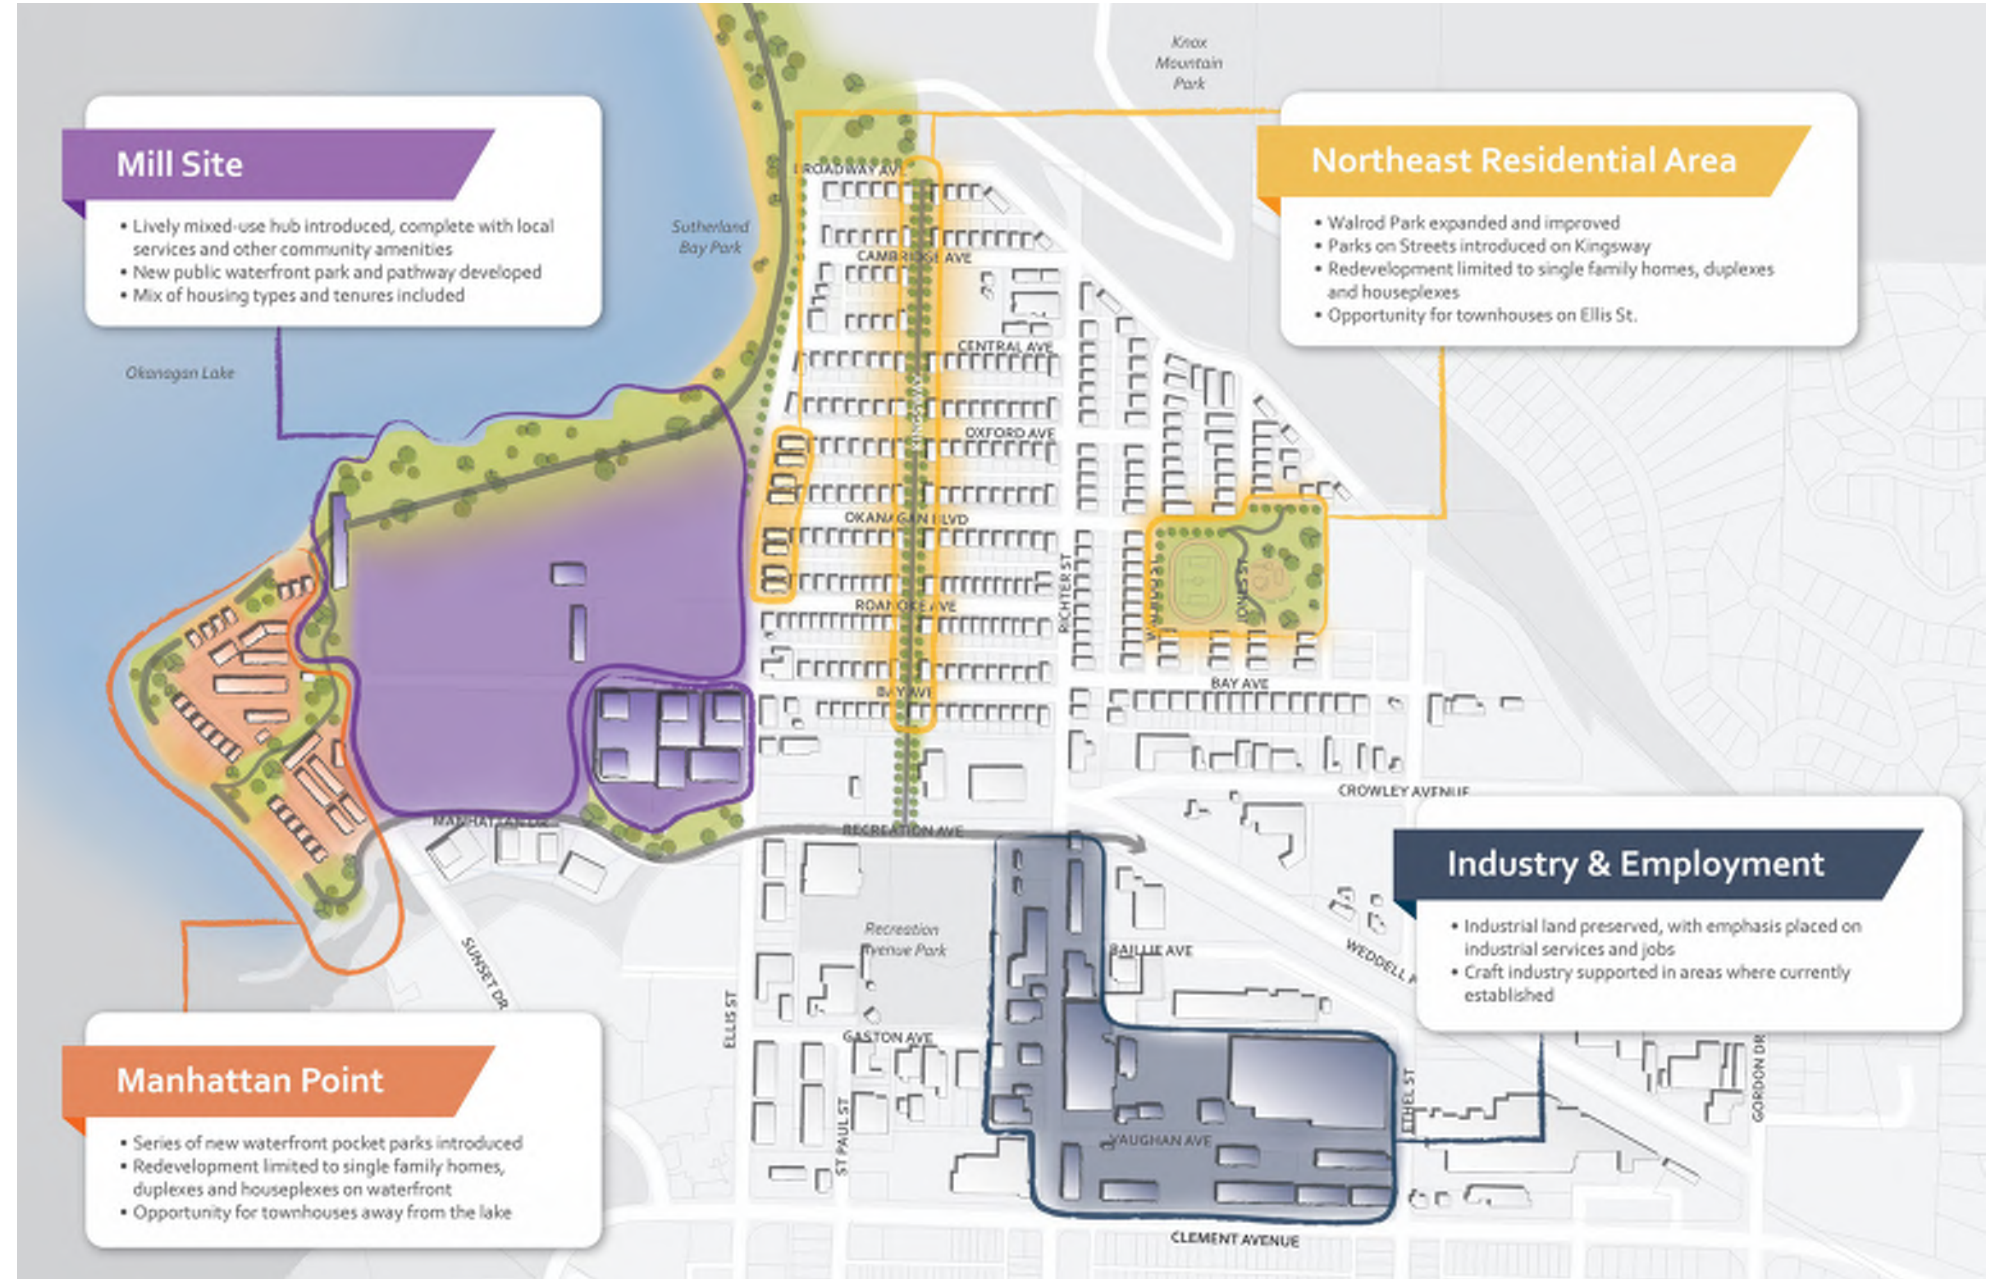 Knox
Mountain
Park
Mill Site
• Lively mixed-use hub introduced, complete with local
services and other community amenities
• New public waterfront park and pathway developed
• Mix of housing types and tenures included
Northeast Residential Area
• Walrod Park expanded and improved
• Parks on Streets introduced on Kingsway
• Redevelopment limited to single family homes, duplexes
and houseplexes
• Opportunity for townhouses on Ellis St.
BROADWAY AVE
Sutherland
Bay Park
CAMBRIDGE AVE
Okanagan Lake
CENTRAL AVE
KINGSWAY
OXFORD AVE
OKANAGAN BLVD
RICHTER ST
JONES ST
ROANOKE AVE
BAY AVE
BAY AVE
CROWLEY AVENUE
MANHATTAN DR
RECREATION AVE
Industry & Employment
• Industrial land preserved, with emphasis placed on
industrial services and jobs
• Craft industry supported in areas where currently
established
Recreation
Avenue Park
BAILLIE AVE
WEDDELL
SUNSET DR
ELLIS ST
GASTON AVE
ETHEL ST
GORDON DR
ST PAUL ST
VAUGHAN AVE
CLEMENT AVENUE
Manhattan Point
• Series of new waterfront pocket parks introduced
• Redevelopment limited to single family homes,
duplexes and houseplexes on waterfront
• Opportunity for townhouses away from the lake